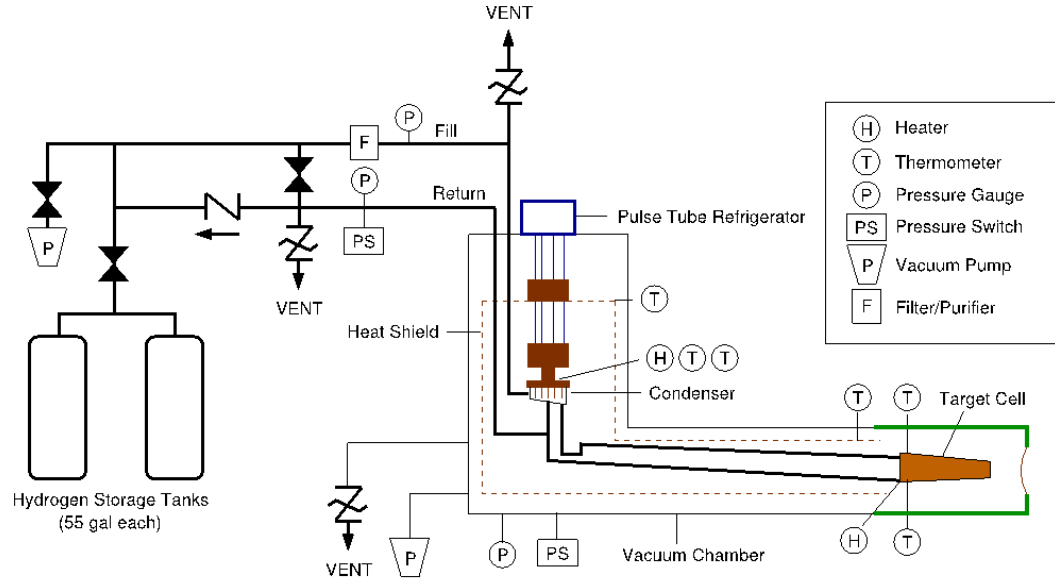 VENT
P
Fill
F
H
Heater
T
Thermometer
P
Pressure Gauge
PS
Pressure Switch
P
Vacuum Pump
F
Filter/Purifier
P
Return
PS
P
VENT
Pulse Tube Refrigerator
T
Heat Shield
H T T
Condenser
T T
Target Cell
Hydrogen Storage Tanks
(55 gal each)
H
T
P
PS
P
VENT
Vacuum Chamber